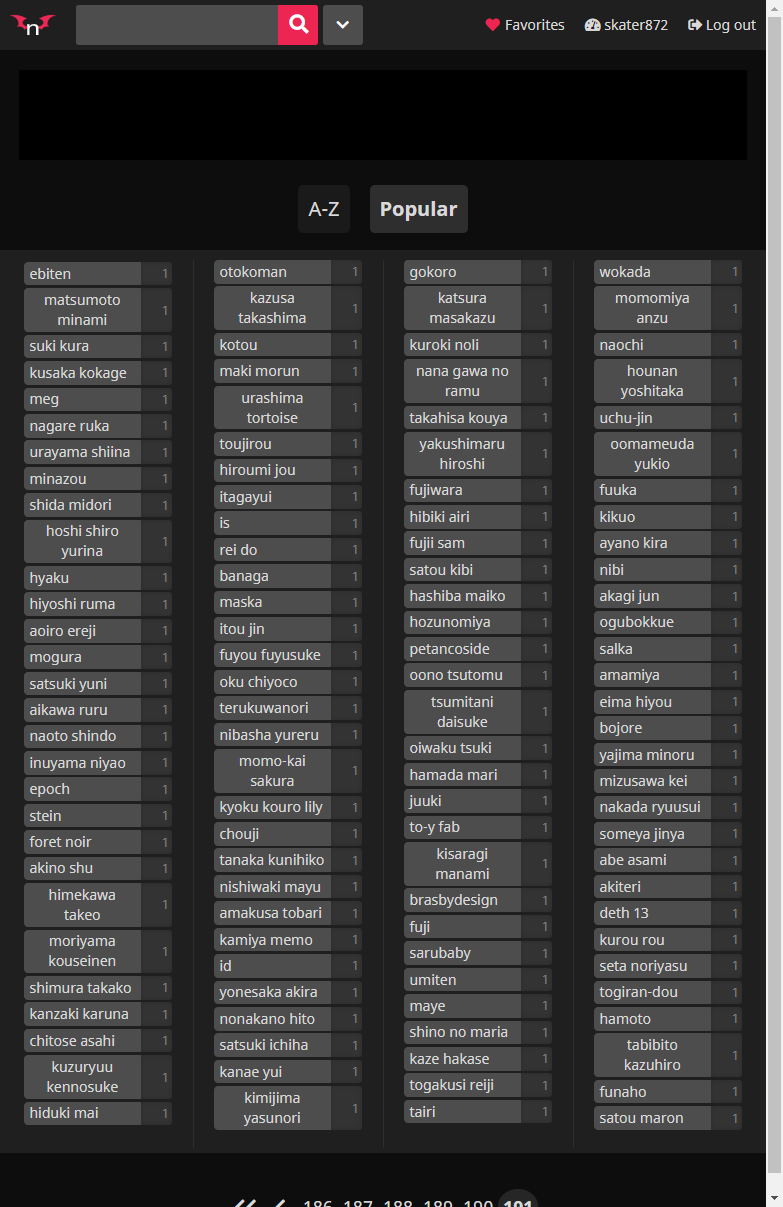 n
Favorites
skater872
Log out
A-Z
Popular
ebiten 1
matsumoto
minami 1
suki kura 1
kusaka kokage 1
meg 1
nagare ruka 1
urayama shiina 1
minazou 1
shida midori 1
hoshi shiro
yurina 1
hyaku 1
hiyoshi ruma 1
aoiro ereji 1
mogura 1
satsuki yuni 1
aikawa ruru 1
naoto shindo 1
inuyama niyao 1
epoch 1
stein 1
foret noir 1
akino shu 1
himekawa
takeo 1
moriyama
kouseinen 1
shimura takako 1
kanzaki karuna 1
chitose asahi 1
kuzuryuu
kennosuke 1
hiduki mai 1
otokoman 1
kazusa
takashima 1
kotou 1
maki morun 1
urashima
tortoise 1
toujirou 1
hiroumi jou 1
itagayui 1
is 1
rei do 1
banaga 1
maska 1
itou jin 1
fuyou fuyusuke 1
oku chiyoco 1
terukuwanori 1
nibasha yureru 1
momo-kai
sakura 1
kyoku kouro lily 1
chouji 1
tanaka kunihiko 1
nishiwaki mayu 1
amakusa tobari 1
kamiya memo 1
id 1
yonesaka akira 1
nonakano hito 1
satsuki ichiha 1
kanae yui 1
kimijima
yasunori 1
gokoro 1
katsura
masakazu 1
kuroki noli 1
nana gawa no
ramu 1
takahisa kouya 1
yakushimaru
hiroshi 1
fujiwara 1
hibiki airi 1
fujii sam 1
satou kibi 1
hashiba maiko 1
hozunomiya 1
petancoside 1
oono tsutomu 1
tsumitani
daisuke 1
oiwaku tsuki 1
hamada mari 1
juuki 1
to-y fab 1
kisaragi
manami 1
brasbydesign 1
fuji 1
sarubaby 1
umiten 1
maye 1
shino no maria 1
kaze hakase 1
togakusi reiji 1
tairi 1
wokada 1
momomiya
anzu 1
naochi 1
hounan
yoshitaka 1
uchu-jin 1
oomameuda
yukio 1
fuuka 1
kikuo 1
ayano kira 1
nibi 1
akagi jun 1
ogubokkue 1
salka 1
amamiya 1
eima hiyou 1
bojore 1
yajima minoru 1
mizusawa kei 1
nakada ryuusui 1
someya jinya 1
abe asami 1
akiteri 1
deth 13 1
kurou rou 1
seta noriyasu 1
togiran-dou 1
hamoto 1
tabibito
kazuhiro 1
funaho 1
satou maron 1
186 187 188 189 190 191